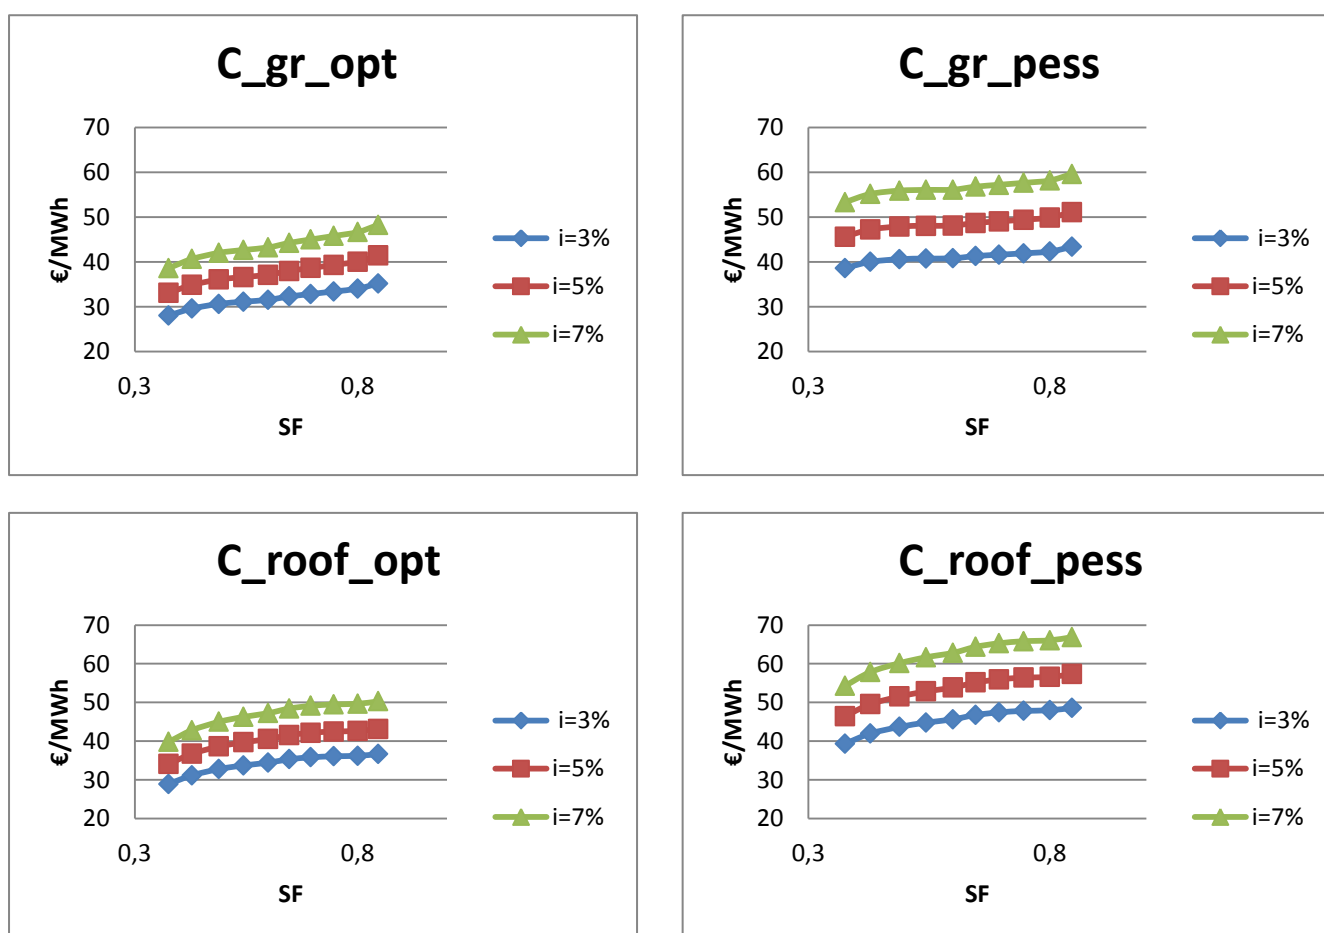 C_gr_opt
70
60
50
40
30
20
€/MWh
0,3
0,8
SF
i=3%
i=5%
i=7%
C_gr_pess
70
60
50
40
30
20
€/MWh
0,3
0,8
SF
i=3%
i=5%
i=7%
C_roof_opt
70
60
50
40
30
20
€/MWh
0,3
0,8
SF
i=3%
i=5%
i=7%
C_roof_pess
70
60
50
40
30
20
€/MWh
0,3
0,8
SF
i=3%
i=5%
i=7%